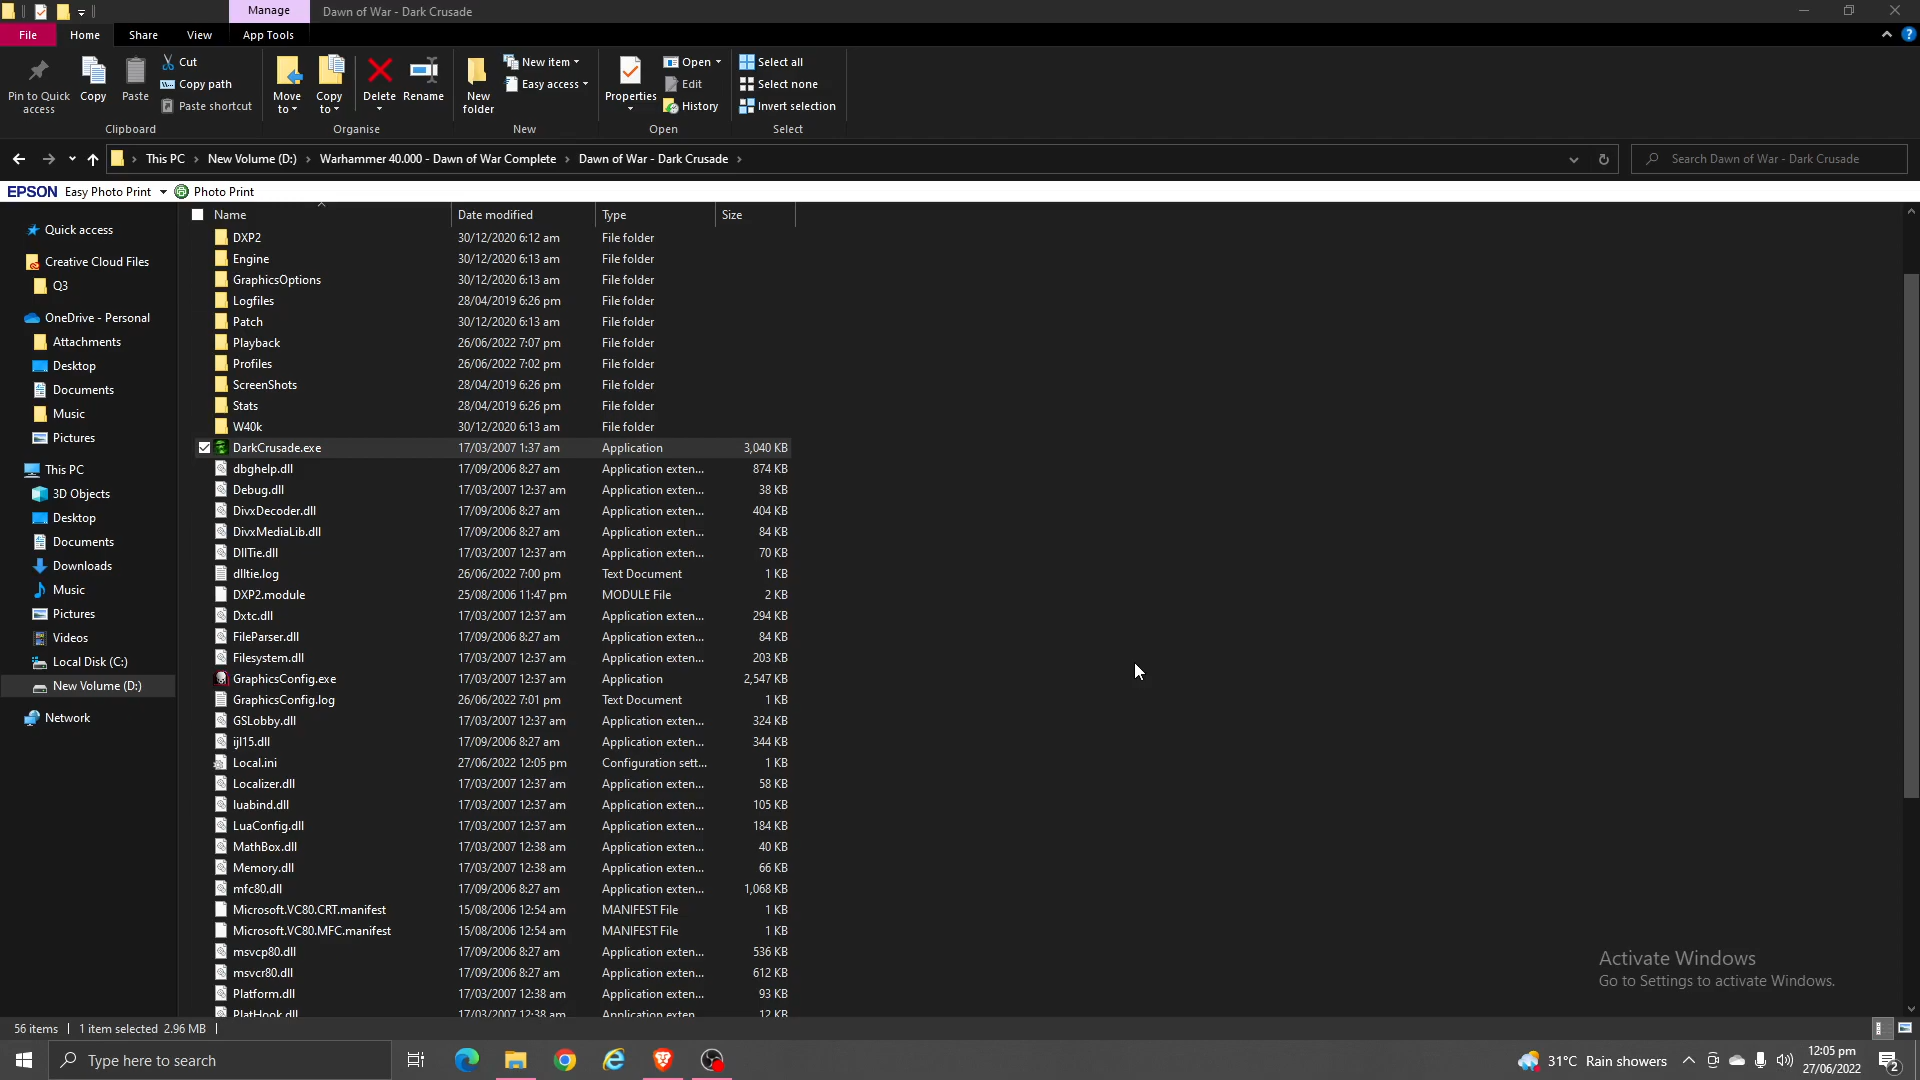 Manage
Dawn of War - Dark Crusade
File
Home
Share
View
App Tools
Pin to Quick access
Copy
Paste
Cut
Copy path
Paste shortcut
Clipboard
Move to
Copy to
Delete
Rename
Organise
New folder
New item
Easy access
New
Properties
Open
Edit
History
Open
Select all
Select none
Invert selection
Select
This PC
New Volume (D:)
Warhammer 40.000 - Dawn of War Complete
Dawn of War - Dark Crusade
Search Dawn of War - Dark Crusade
EPSON Easy Photo Print Photo Print
Quick access
Creative Cloud Files
Q3
OneDrive - Personal
Attachments
Desktop
Documents
Music
Pictures
This PC
3D Objects
Desktop
Documents
Downloads
Music
Pictures
Videos
Local Disk (C:)
New Volume (D:)
Network
Name Date modified Type Size
DXP2 30/12/2020 6:12 am File folder
Engine 30/12/2020 6:13 am File folder
GraphicsOptions 30/12/2020 6:13 am File folder
Logfiles 28/04/2019 6:26 pm File folder
Patch 30/12/2020 6:13 am File folder
Playback 26/06/2022 7:07 pm File folder
Profiles 26/06/2022 7:02 pm File folder
ScreenShots 28/04/2019 6:26 pm File folder
Stats 28/04/2019 6:26 pm File folder
W40k 30/12/2020 6:13 am File folder
DarkCrusade.exe 17/03/2007 1:37 am Application 3,040 KB
dbghelp.dll 17/09/2006 8:27 am Application exten... 874 KB
Debug.dll 17/03/2007 12:37 am Application exten... 38 KB
DivxDecoder.dll 17/09/2006 8:27 am Application exten... 404 KB
DivxMediaLib.dll 17/09/2006 8:27 am Application exten... 84 KB
DllTie.dll 17/03/2007 12:37 am Application exten... 70 KB
dlltie.log 26/06/2022 7:00 pm Text Document 1 KB
DXP2.module 25/08/2006 11:47 pm MODULE File 2 KB
Dxtc.dll 17/03/2007 12:37 am Application exten... 294 KB
FileParser.dll 17/09/2006 8:27 am Application exten... 84 KB
Filesystem.dll 17/03/2007 12:37 am Application exten... 203 KB
GraphicsConfig.exe 17/03/2007 12:37 am Application 2,547 KB
GraphicsConfig.log 26/06/2022 7:01 pm Text Document 1 KB
GSLobby.dll 17/03/2007 12:37 am Application exten... 324 KB
ijl15.dll 17/09/2006 8:27 am Application exten... 344 KB
Local.ini 27/06/2022 12:05 pm Configuration sett... 1 KB
Localizer.dll 17/03/2007 12:37 am Application exten... 58 KB
luabind.dll 17/03/2007 12:37 am Application exten... 105 KB
LuaConfig.dll 17/03/2007 12:37 am Application exten... 184 KB
MathBox.dll 17/03/2007 12:38 am Application exten... 40 KB
Memory.dll 17/03/2007 12:38 am Application exten... 66 KB
mfc80.dll 17/09/2006 8:27 am Application exten... 1,068 KB
Microsoft.VC80.CRT.manifest 15/08/2006 12:54 am MANIFEST File 1 KB
Microsoft.VC80.MFC.manifest 15/08/2006 12:54 am MANIFEST File 1 KB
msvcp80.dll 17/09/2006 8:27 am Application exten... 536 KB
msvcr80.dll 17/09/2006 8:27 am Application exten... 612 KB
Platform.dll 17/03/2007 12:38 am Application exten... 93 KB
PlatHook.dll 17/03/2007 12:38 am Application exten... 12 KB
Activate Windows
Go to Settings to activate Windows.
56 items 1 item selected 2.96 MB
Type here to search
31°C Rain showers
12:05 pm
27/06/2022
2